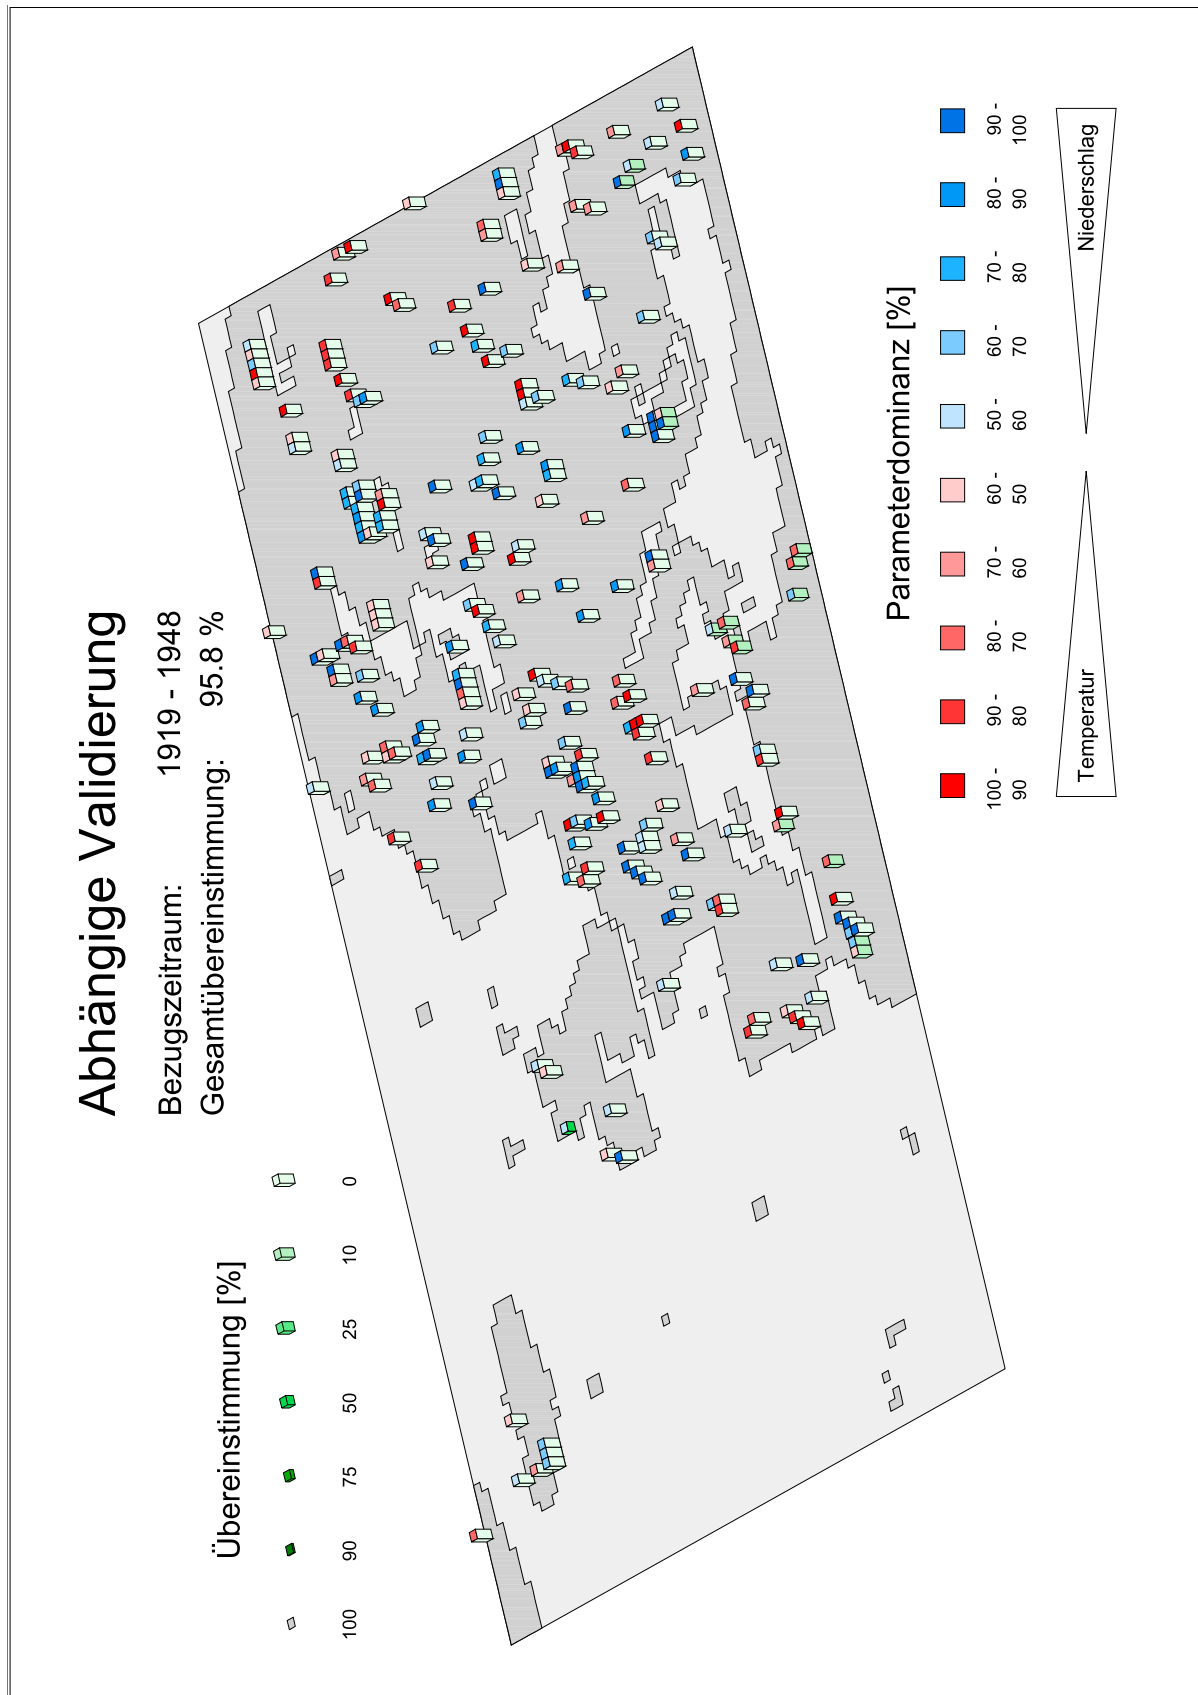 Abhängige Validierung
Bezugszeitraum: 1919 - 1948
Gesamtübereinstimmung: 95.8 %
Übereinstimmung [%]
100 90 75 50 25 10 0
Parameterdominanz [%]
100 - 90 - 80 - 70 - 60 - 50 - 60 - 70 - 80 - 90 -
90 80 70 60 50 60 70 80 90 100
Temperatur Niederschlag